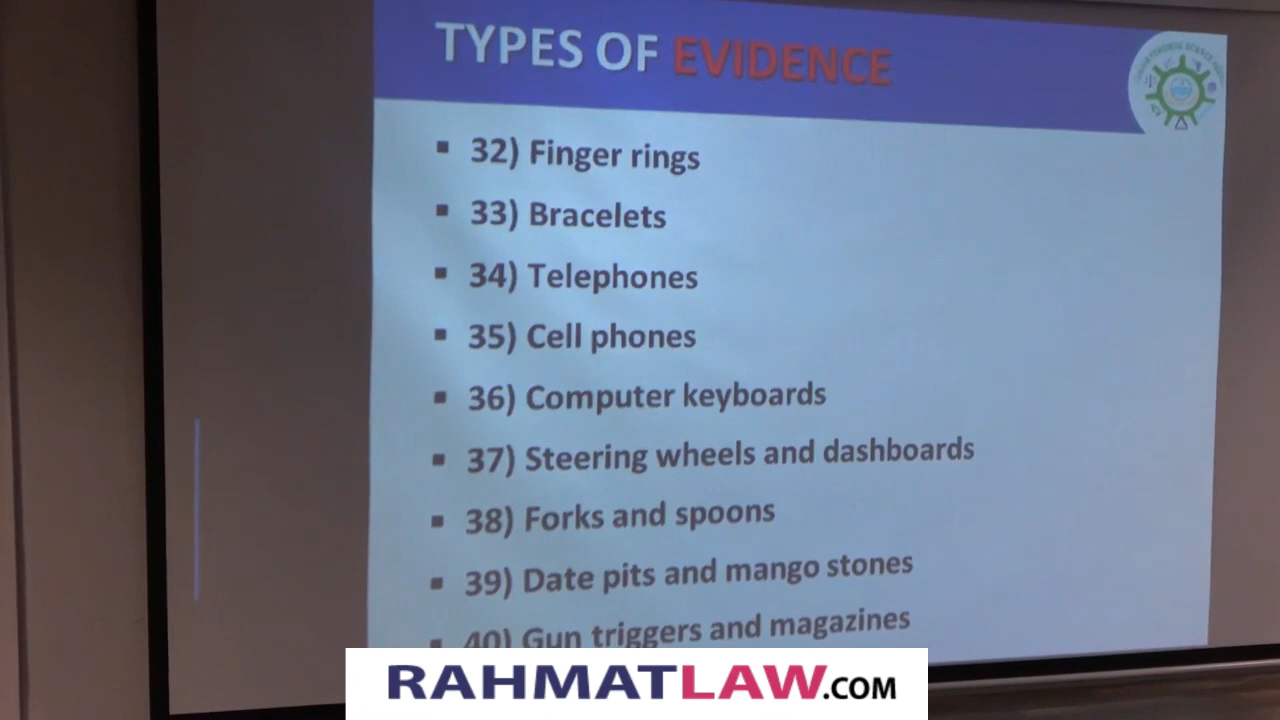 TYPES OF EVIDENCE
▪ 32) Finger rings
▪ 33) Bracelets
▪ 34) Telephones
▪ 35) Cell phones
▪ 36) Computer keyboards
▪ 37) Steering wheels and dashboards
▪ 38) Forks and spoons
▪ 39) Date pits and mango stones
▪ 40) Gun triggers and magazines
RAHMATLAW.COM